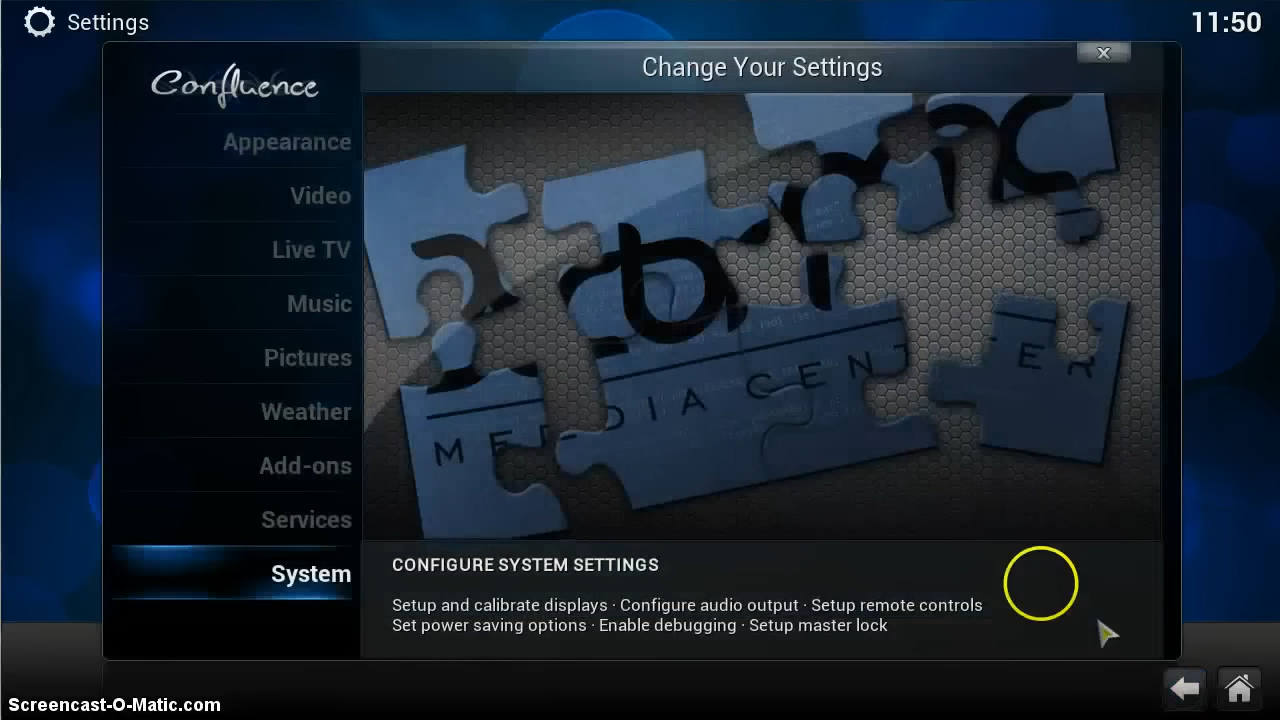 Settings
11:50
Confluence
Change Your Settings
Appearance
Video
Live TV
Music
Pictures
Weather
Add-ons
Services
System
MEDIA CENTER
CONFIGURE SYSTEM SETTINGS
Setup and calibrate displays · Configure audio output · Setup remote controls
Set power saving options · Enable debugging · Setup master lock
Screencast-O-Matic.com